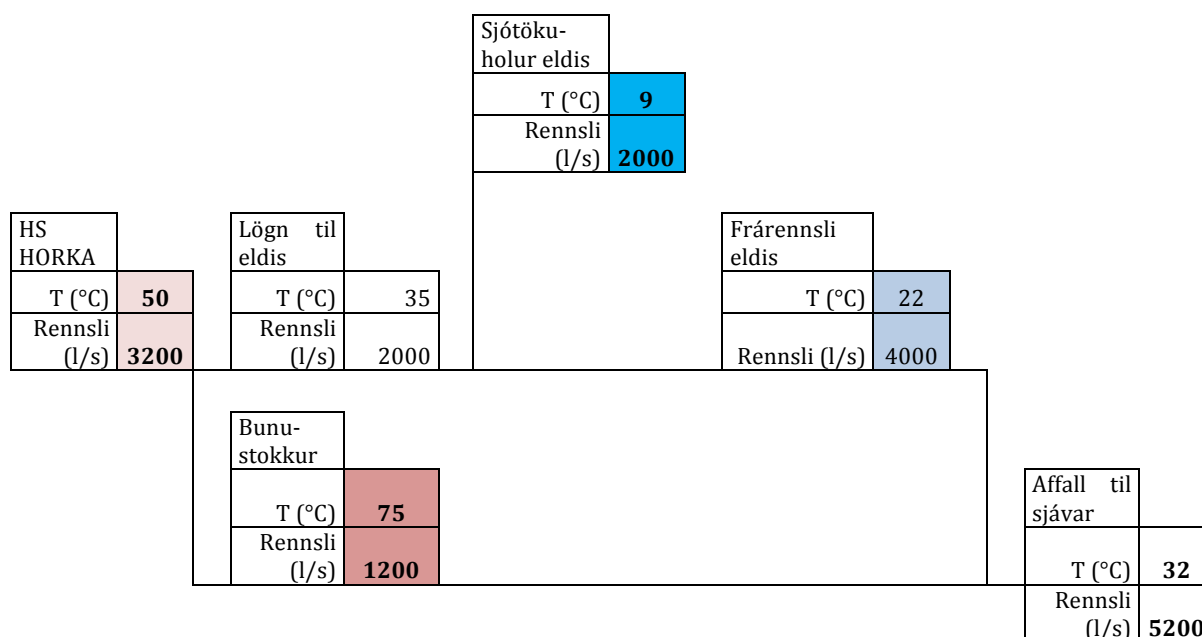 Sjótöku-
holur eldis
T (°C) 9
Rennsli
(l/s) 2000
HS
HORKA
T (°C) 50
Rennsli
(l/s) 3200
Lögn til
eldis
T (°C) 35
Rennsli
(l/s) 2000
Frárennsli
eldis
T (°C) 22
Rennsli (l/s) 4000
Bunu-
stokkur
T (°C) 75
Rennsli
(l/s) 1200
Affall til
sjávar
T (°C) 32
Rennsli
(l/s) 5200